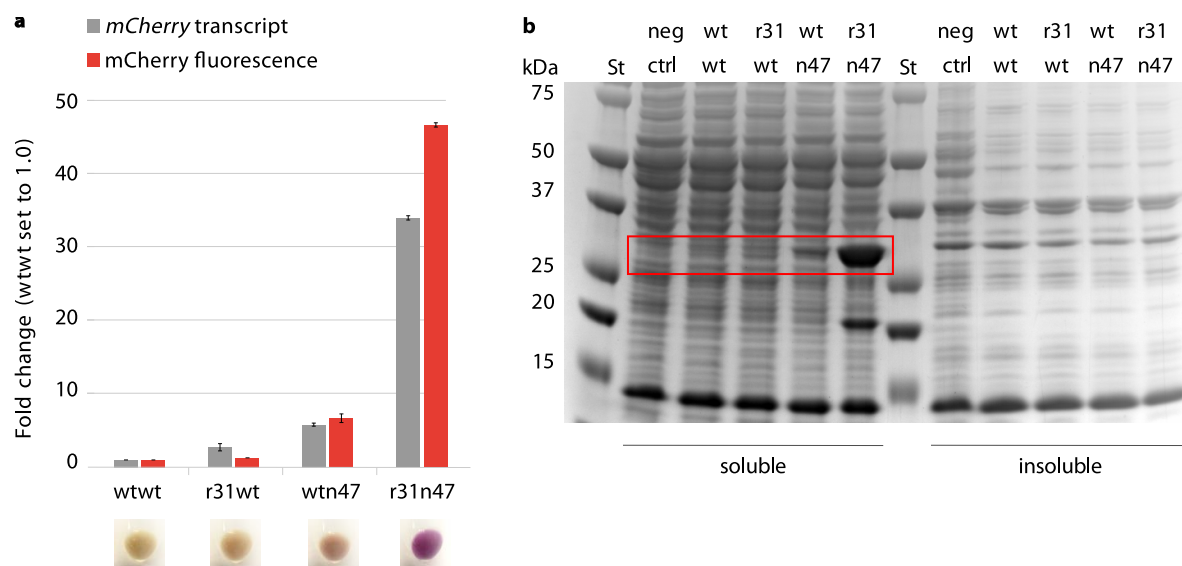 a
mCherry transcript
mCherry fluorescence
Fold change (wtwt set to 1.0)
50
40
30
20
10
0
wtwt r31wt wtn47 r31n47
b
neg wt r31 wt r31 neg wt r31 wt r31
kDa St ctrl wt wt n47 n47 St ctrl wt wt n47 n47
75
50
37
25
20
15
soluble insoluble